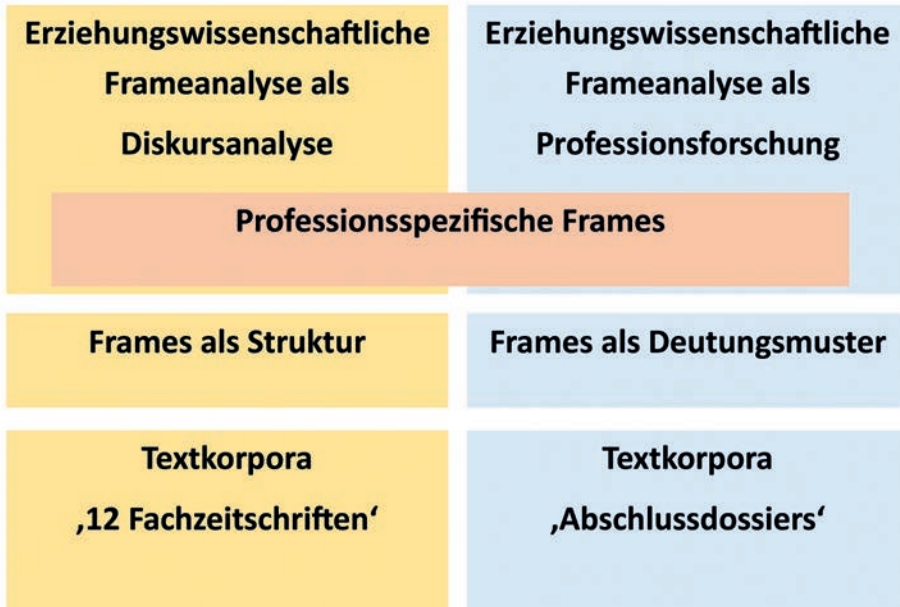 Erziehungswissenschaftliche
Frameanalyse als
Diskursanalyse
Erziehungswissenschaftliche
Frameanalyse als
Professionsforschung
Professionsspezifische Frames
Frames als Struktur
Frames als Deutungsmuster
Textkorpora
‚12 Fachzeitschriften‘
Textkorpora
‚Abschlussdossiers‘